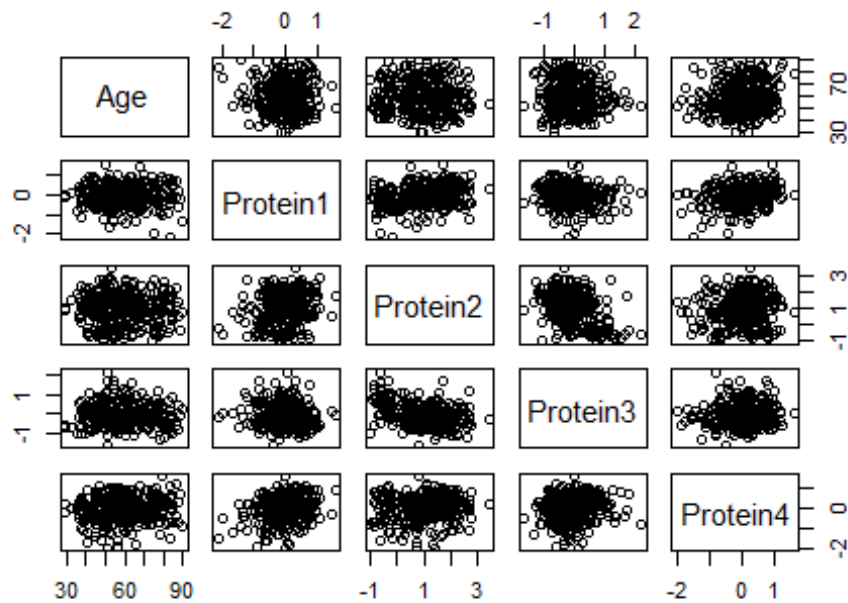 -2 0 1 -1 1 2
Age
30 70
Protein1
-2 0
Protein2
-1 1 3
Protein3
-1 1
Protein4
-2 0
30 60 90 -1 1 3 -2 0 1